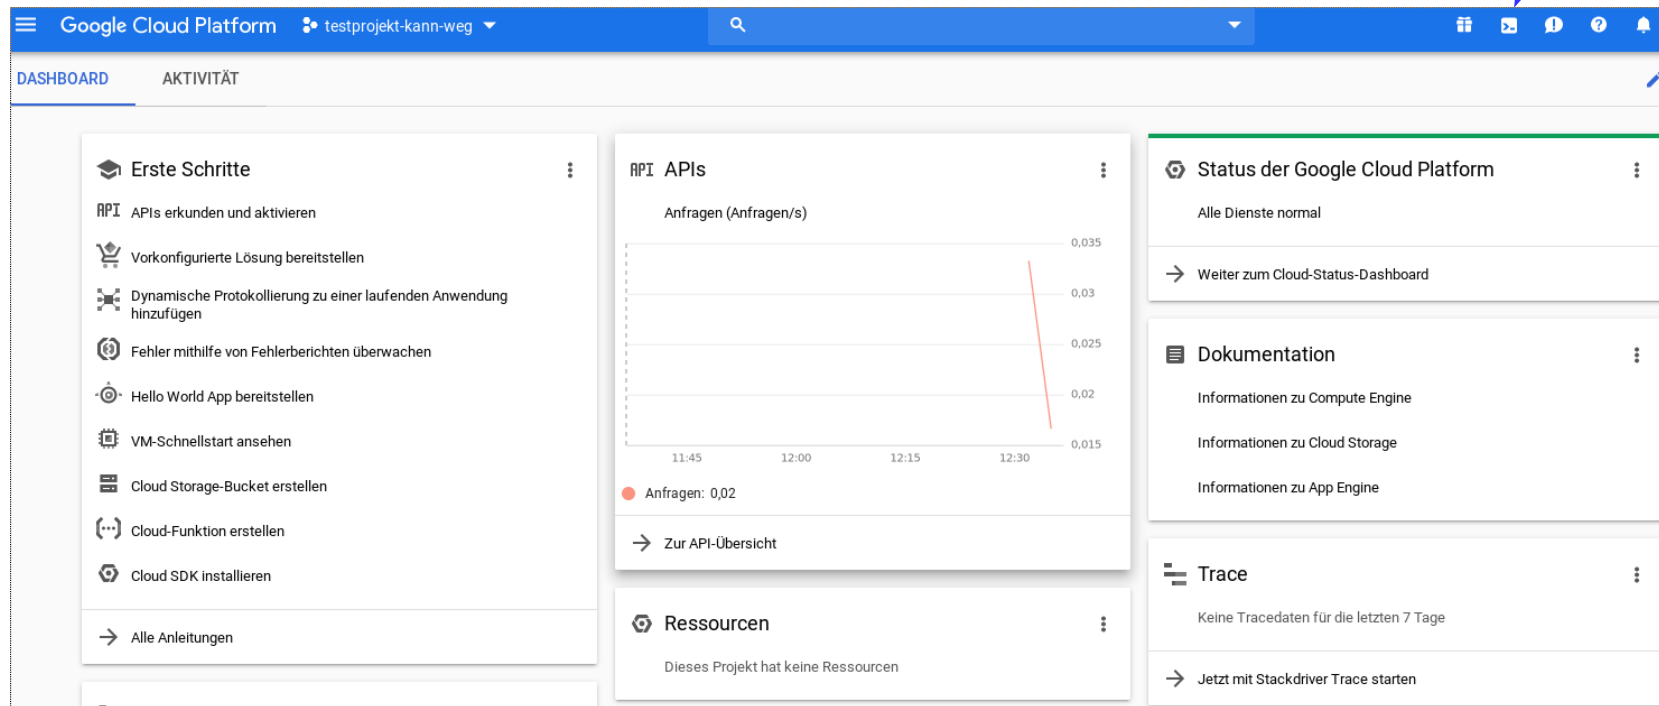 Google Cloud Platform
testprojekt-kann-weg
DASHBOARD
AKTIVITÄT
Erste Schritte
API APIs erkunden und aktivieren
Vorkonfigurierte Lösung bereitstellen
Dynamische Protokollierung zu einer laufenden Anwendung
hinzufügen
Fehler mithilfe von Fehlerberichten überwachen
Hello World App bereitstellen
VM-Schnellstart ansehen
Cloud Storage-Bucket erstellen
Cloud-Funktion erstellen
Cloud SDK installieren
Alle Anleitungen
API APIs
Anfragen (Anfragen/s)
0,035
0,03
0,025
0,02
0,015
11:45
12:00
12:15
12:30
Anfragen: 0,02
Zur API-Übersicht
Ressourcen
Dieses Projekt hat keine Ressourcen
Status der Google Cloud Platform
Alle Dienste normal
Weiter zum Cloud-Status-Dashboard
Dokumentation
Informationen zu Compute Engine
Informationen zu Cloud Storage
Informationen zu App Engine
Trace
Keine Tracedaten für die letzten 7 Tage
Jetzt mit Stackdriver Trace starten